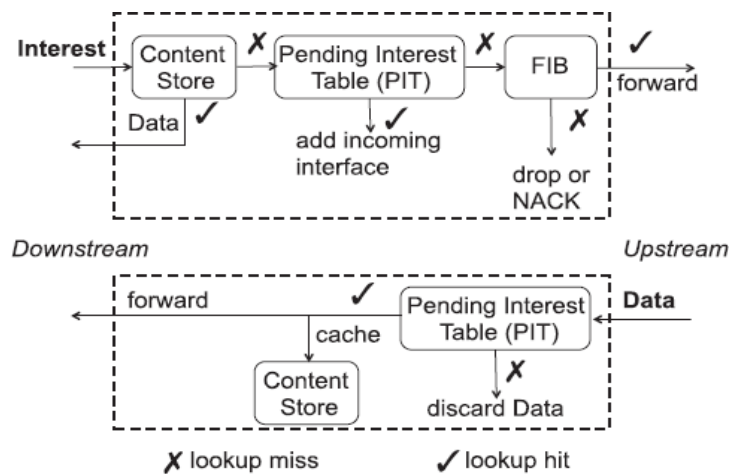 Interest
Content
Store
✗
Pending Interest
Table (PIT)
✗
FIB
✓
forward
Data
✓
✓
add incoming
interface
✗
drop or
NACK
Downstream
Upstream
forward
✓
Pending Interest
Table (PIT)
Data
cache
Content
Store
✗
discard Data
✗ lookup miss
✓ lookup hit